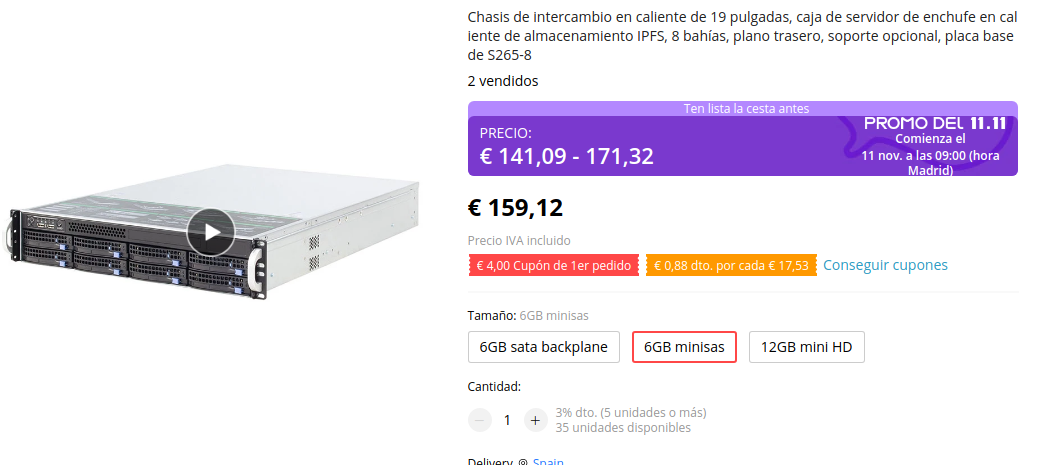 Chasis de intercambio en caliente de 19 pulgadas, caja de servidor de enchufe en cal
iente de almacenamiento IPFS, 8 bahías, plano trasero, soporte opcional, placa base
de S265-8
2 vendidos
Ten lista la cesta antes
PRECIO:
€ 141,09 - 171,32
PROMO DEL 11.11
Comienza el
11 nov. a las 09:00 (hora
Madrid)
€ 159,12
Precio IVA incluido
€ 4,00 Cupón de 1er pedido
€ 0,88 dto. por cada € 17,53
Conseguir cupones
Tamaño: 6GB minisas
6GB sata backplane
6GB minisas
12GB mini HD
Cantidad:
1
3% dto. (5 unidades o más)
35 unidades disponibles
Delivery Spain